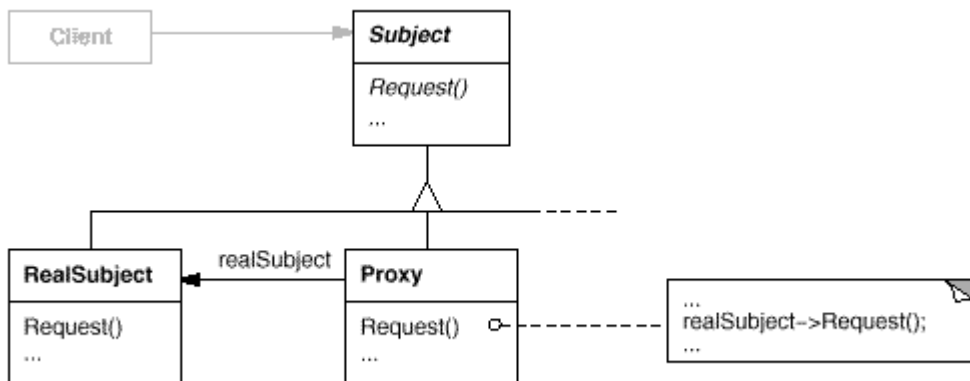 Client
Subject
Request()
...
realSubject
RealSubject
Proxy
Request()
...
Request()
...
...
realSubject->Request();
...